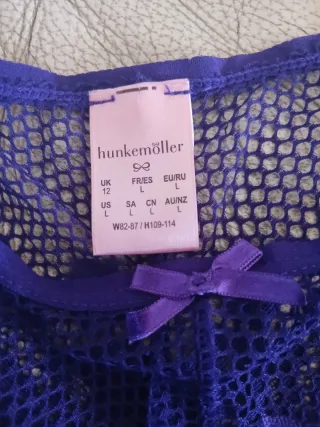 hunkemöller
UK FR/ES EU/RU
12 L L
US SA CN AU/NZ
L L L L
W82-87 / H109-114